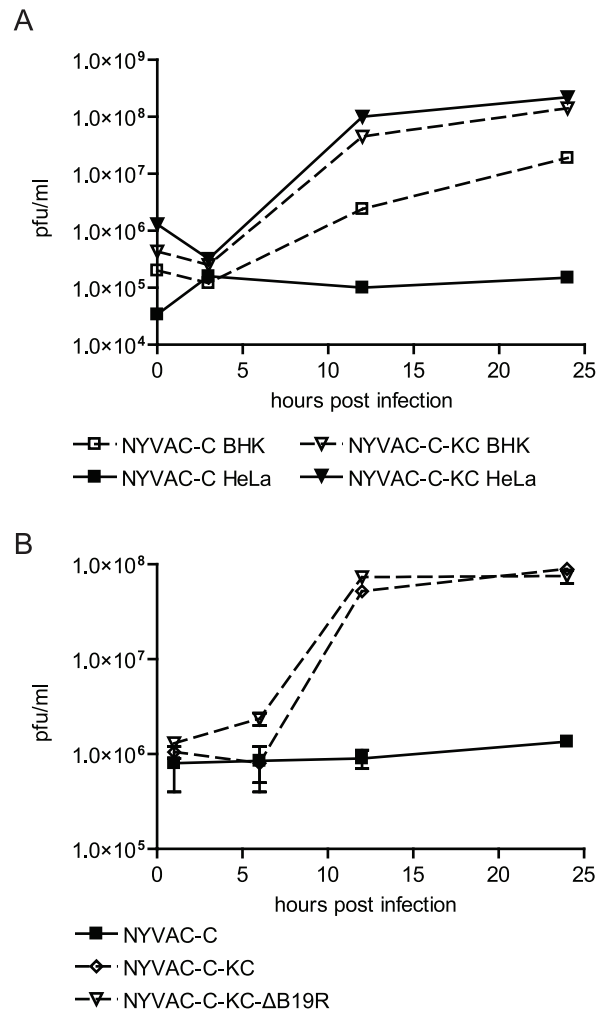 A
1.0×10⁹
1.0×10⁸
1.0×10⁷
1.0×10⁶
1.0×10⁵
1.0×10⁴
pfu/ml
0 5 10 15 20 25
hours post infection
NYVAC-C BHK NYVAC-C-KC BHK
NYVAC-C HeLa NYVAC-C-KC HeLa
B
1.0×10⁸
1.0×10⁷
1.0×10⁶
1.0×10⁵
pfu/ml
0 5 10 15 20 25
hours post infection
NYVAC-C
NYVAC-C-KC
NYVAC-C-KC-ΔB19R